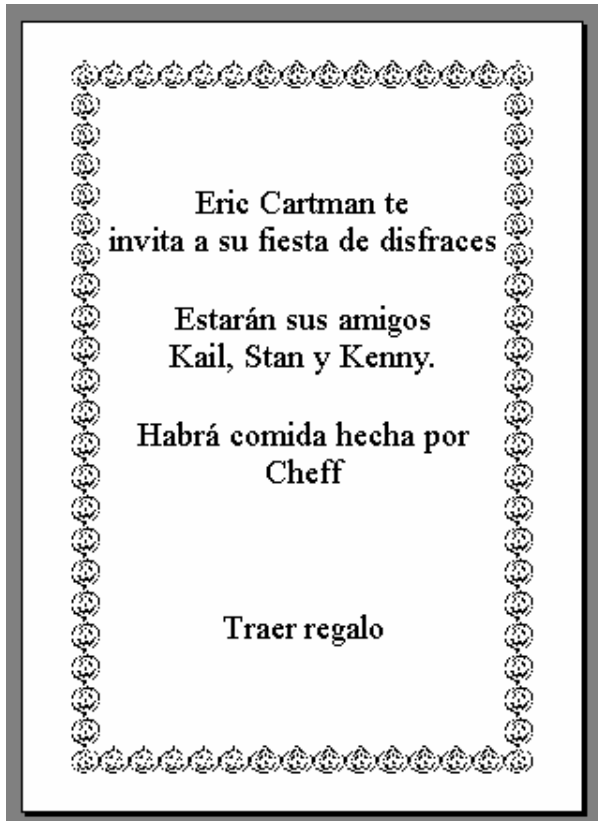 Eric Cartman te
invita a su fiesta de disfraces
Estarán sus amigos
Kail, Stan y Kenny.
Habrá comida hecha por
Cheff
Traer regalo